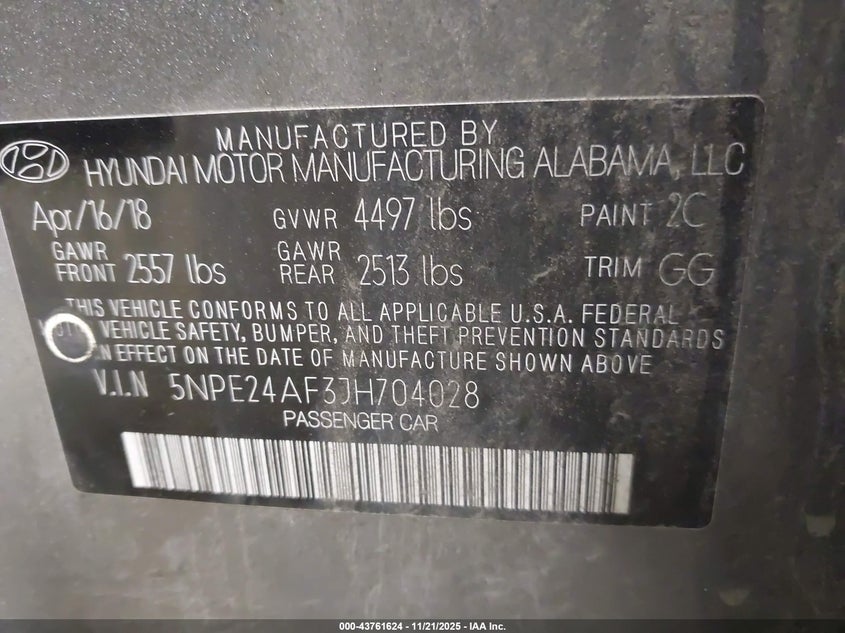 MANUFACTURED BY
HYUNDAI MOTOR MANUFACTURING ALABAMA, LLC
Apr/16/18 GVWR 4497 lbs PAINT 2C
GAWR FRONT 2557 lbs GAWR REAR 2513 lbs TRIM GG
THIS VEHICLE CONFORMS TO ALL APPLICABLE U.S.A. FEDERAL
VEHICLE SAFETY, BUMPER, AND THEFT PREVENTION STANDARDS
IN EFFECT ON THE DATE OF MANUFACTURE SHOWN ABOVE
V.I.N 5NPE24AF3JH704028
PASSENGER CAR
000-43761624 - 11/21/2025 - IAA Inc.